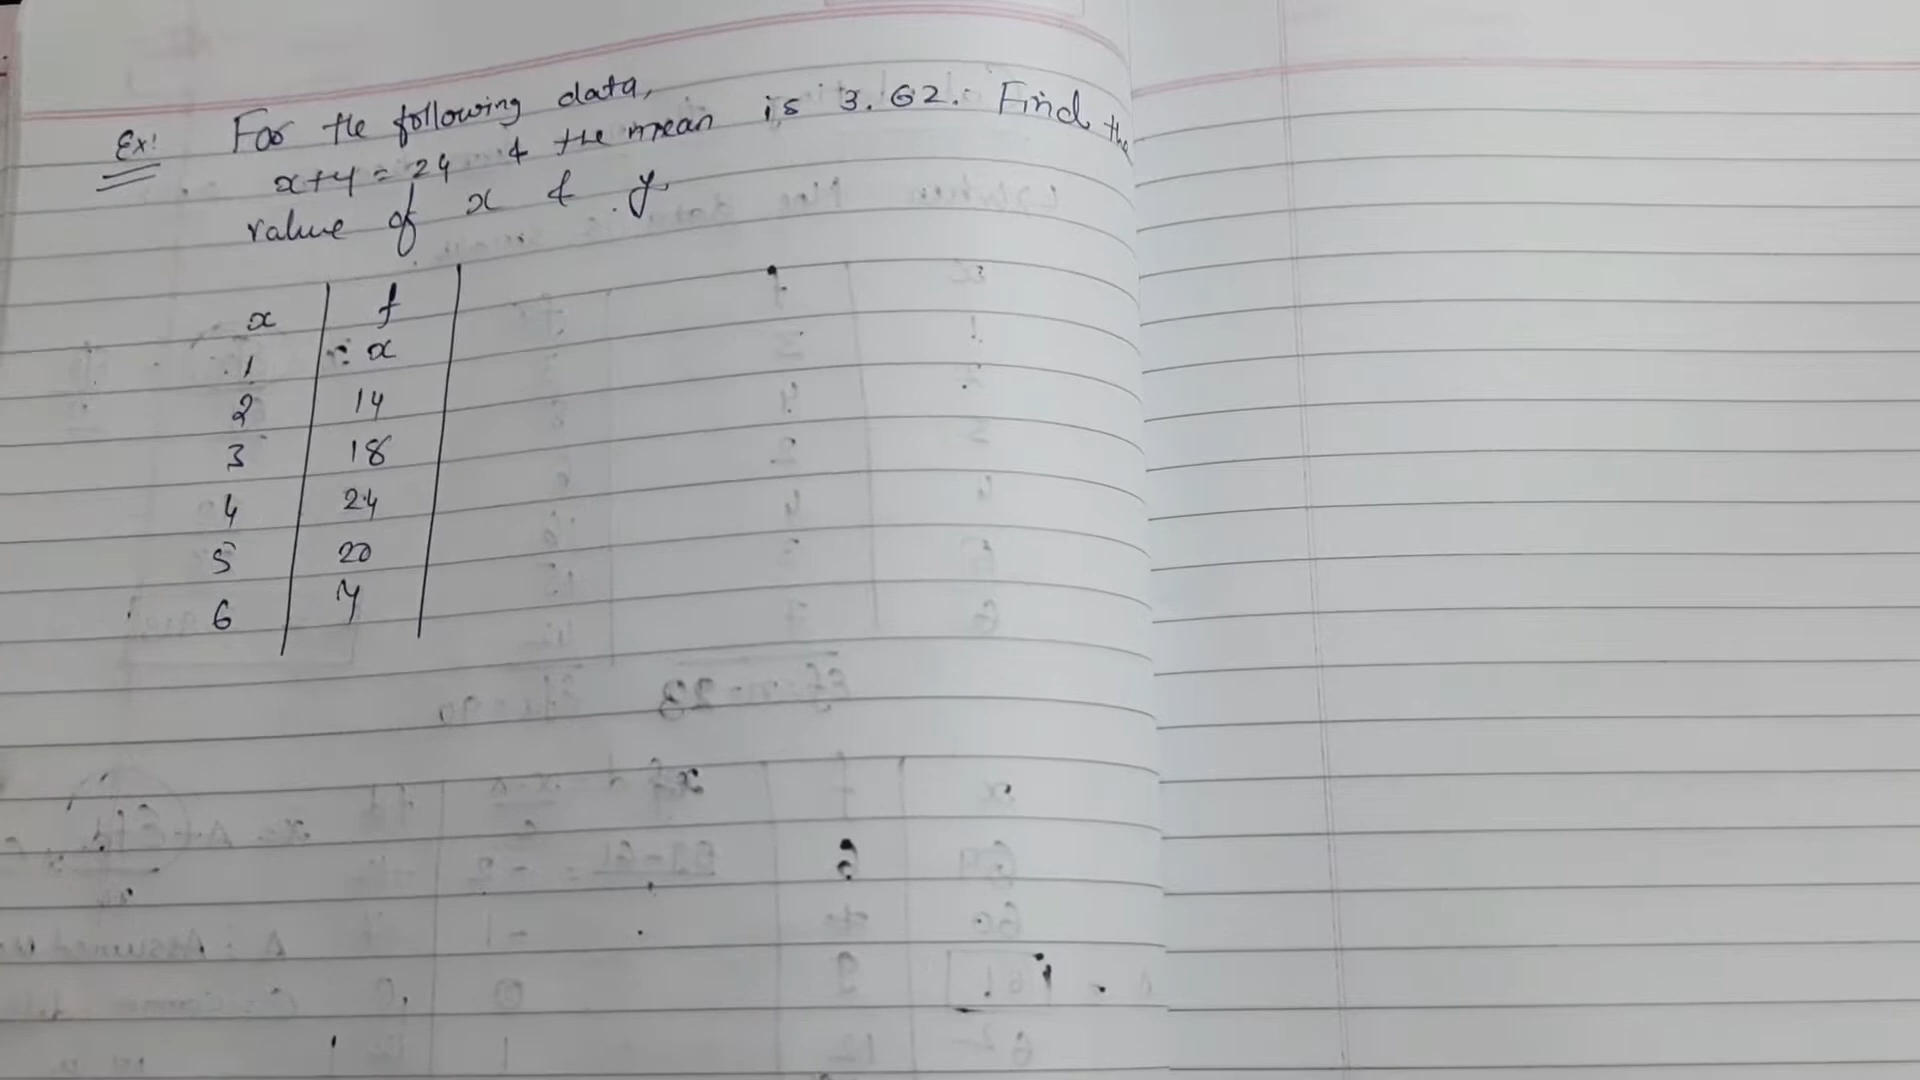 Ex:
For the following data,
x+y = 24 & the mean is 3.62. Find the
value of x & y.
x f
1 x
2 14
3 18
4 24
5 20
6 y